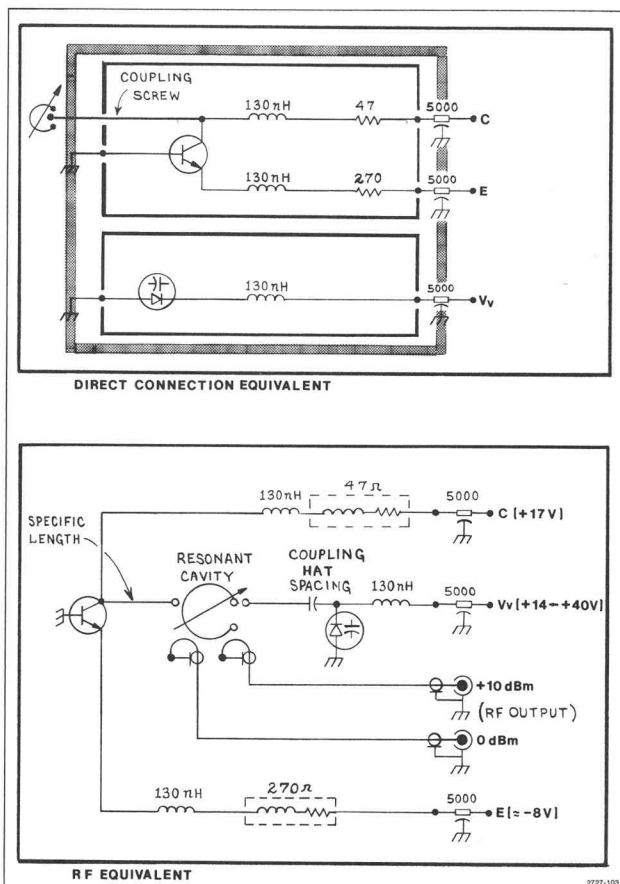 COUPLING
SCREW
130nH
47
5000
C
130nH
270
5000
E
130nH
5000
Vv
DIRECT CONNECTION EQUIVALENT
47Ω
130nH
5000
C [+17V]
SPECIFIC
LENGTH
RESONANT
CAVITY
COUPLING
HAT
SPACING
130nH
5000
Vv [+14-+40V]
+10 dBm
(RF OUTPUT)
0 dBm
130nH
270Ω
5000
E [≈ -8V]
RF EQUIVALENT
2727-103